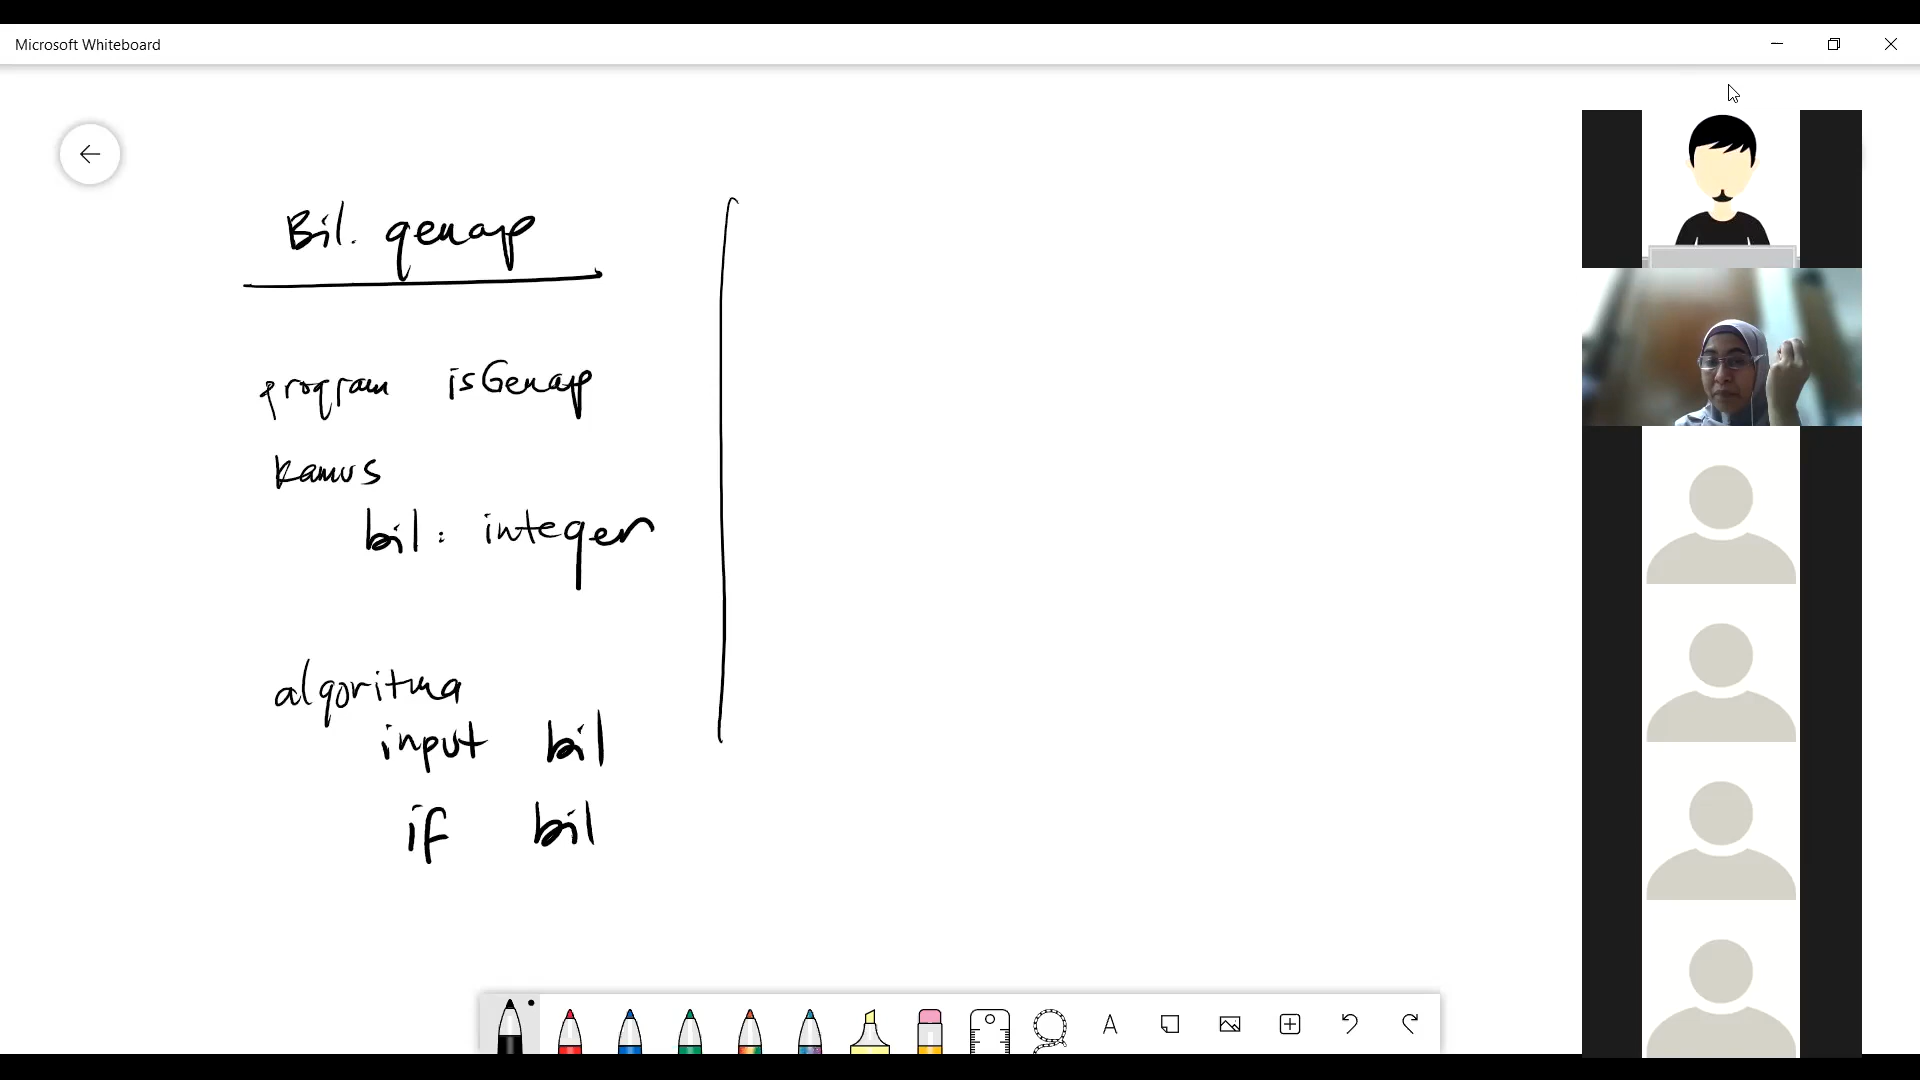 Microsoft Whiteboard
Bil. genap
program isGenap
kamus
bil : integer
algoritma
input bil
if bil